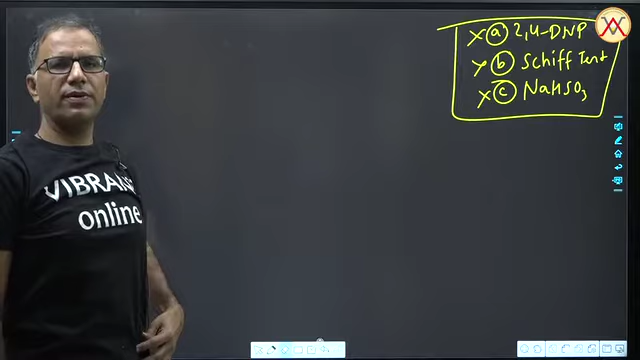 x a 2,4-DNP
x b Schiff Test
x c NaHSO3
VIBRANT
online